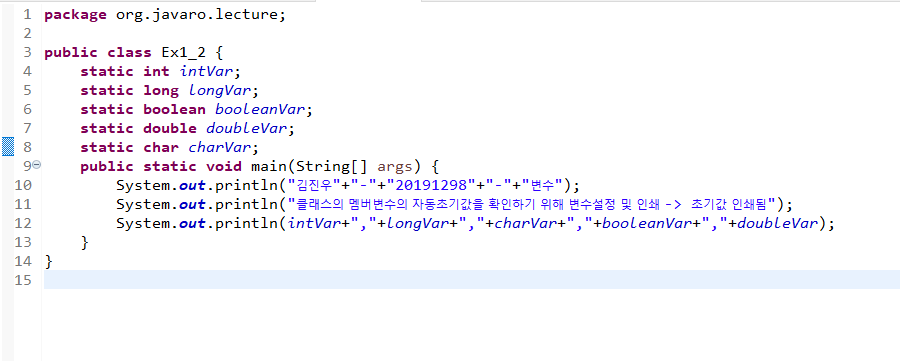 1 package org.javaro.lecture;
2
3 public class Ex1_2 {
4     static int intVar;
5     static long longVar;
6     static boolean booleanVar;
7     static double doubleVar;
8     static char charVar;
9     public static void main(String[] args) {
10         System.out.println("김진우"+"-"+"20191298"+"-"+"변수");
11         System.out.println("클래스의 멤버변수의 자동초기값을 확인하기 위해 변수설정 및 인쇄 -> 초기값 인쇄됨");
12         System.out.println(intVar+","+longVar+","+charVar+","+booleanVar+","+doubleVar);
13     }
14 }
15